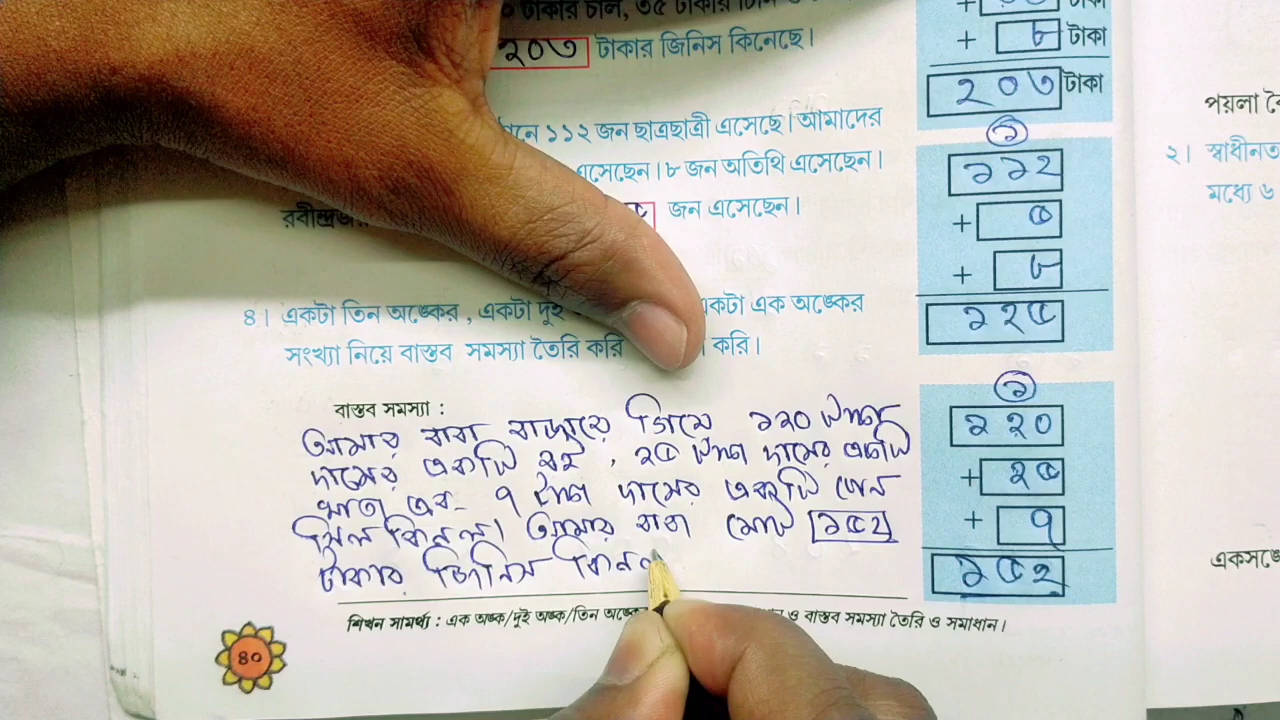 টাকার চাল, ৩৫ টাকার
২০৩ টাকার জিনিস কিনেছে।
১১২ জন ছাত্রছাত্রী এসেছে। আমাদের
এসেছেন। ৮ জন অতিথি এসেছেন।
জন এসেছেন।
৪। একটা তিন অঙ্কের, একটা দুই একটা এক অঙ্কের
সংখ্যা নিয়ে বাস্তব সমস্যা তৈরি করি করি।
বাস্তব সমস্যা :
আমার বাবা বাজারে গিয়ে ১২০ টাকা
দামের একটি বই, ২৫ টাকা দামের একটি
খাতা এবং ৭ টাকা দামের একটি পেন
সিল কিনল। আমার বাবা মোট ১৫২
টাকার জিনিস কিনল
শিখন সামর্থ্য : এক অঙ্ক/দুই অঙ্ক/তিন ও বাস্তব সমস্যা তৈরি ও সমাধান।
৪০
টাকা
+ ৮ টাকা
২০৩ টাকা
১
১১২
+ ৫
+ ৮
১২৫
১
১২০
+ ২৫
+ ৭
১৫২
পয়লা
২। স্বাধীনত
মধ্যে ৬
একসঙ্গে